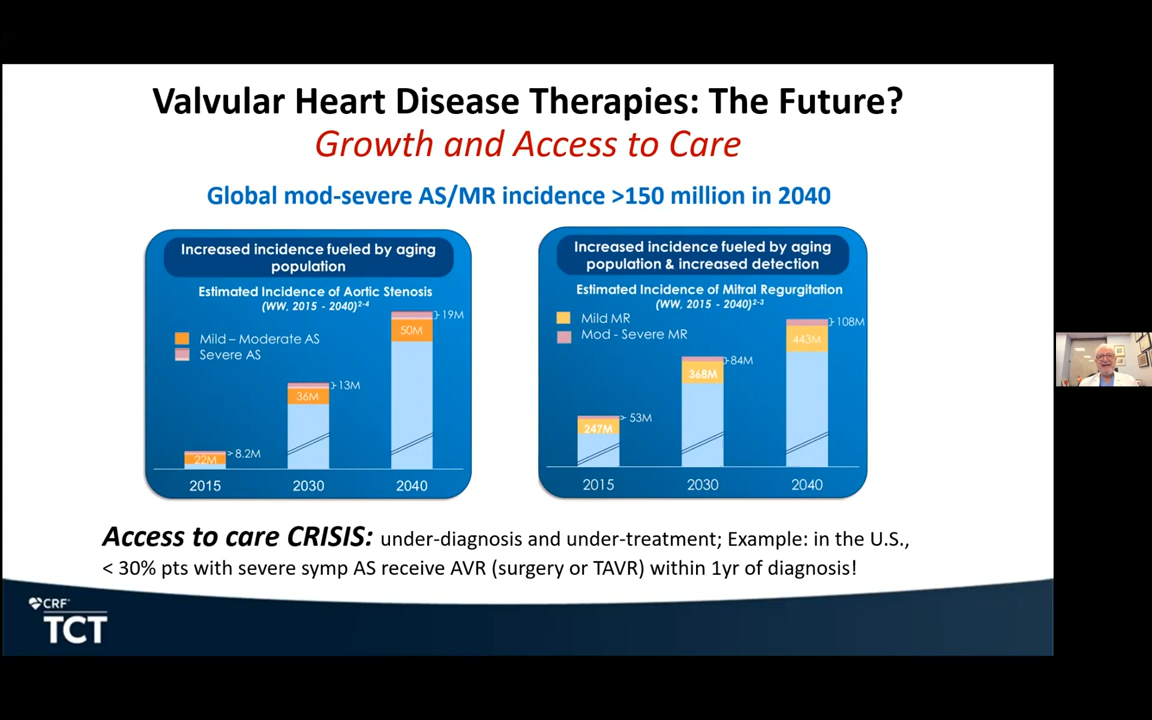 Valvular Heart Disease Therapies: The Future?
Growth and Access to Care
Global mod-severe AS/MR incidence >150 million in 2040
Increased incidence fueled by aging
population
Estimated Incidence of Aortic Stenosis
(WW, 2015 - 2040)2-4
Mild – Moderate AS
Severe AS
22M
8.2M
36M
13M
50M
19M
2015
2030
2040
Increased incidence fueled by aging
population & increased detection
Estimated Incidence of Mitral Regurgitation
(WW, 2015 - 2040)2-3
Mild MR
Mod - Severe MR
247M
53M
368M
84M
443M
108M
2015
2030
2040
Access to care CRISIS: under-diagnosis and under-treatment; Example: in the U.S.,
< 30% pts with severe symp AS receive AVR (surgery or TAVR) within 1yr of diagnosis!
CRF
TCT